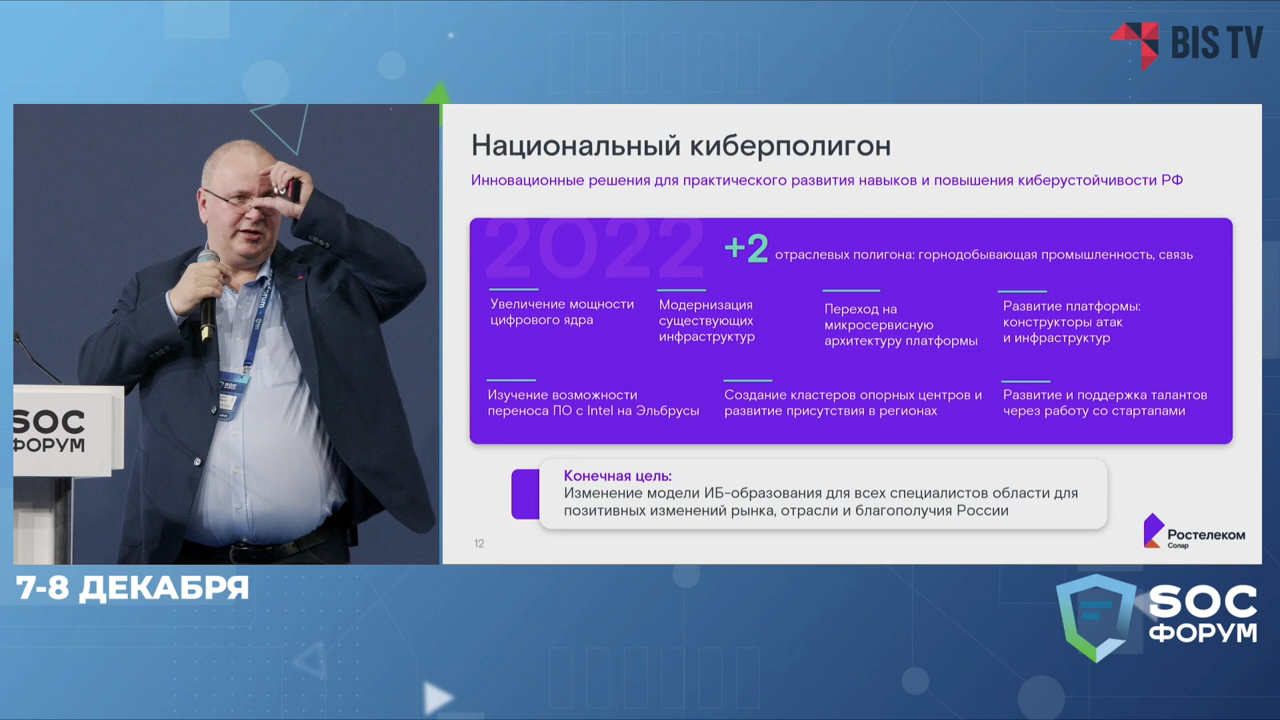 BIS TV
Национальный киберполигон
Инновационные решения для практического развития навыков и повышения киберустойчивости РФ
2022
+2 отраслевых полигона: горнодобывающая промышленность, связь
Увеличение мощности
цифрового ядра
Модернизация
существующих
инфраструктур
Переход на
микросервисную
архитектуру платформы
Развитие платформы:
конструкторы атак
и инфраструктур
Изучение возможности
переноса ПО с Intel на Эльбрусы
Создание кластеров опорных центров и
развитие присутствия в регионах
Развитие и поддержка талантов
через работу со стартапами
Конечная цель:
Изменение модели ИБ-образования для всех специалистов области для
позитивных изменений рынка, отрасли и благополучия России
12
Ростелеком
Солар
SOC
ФОРУМ
SOC
7-8 ДЕКАБРЯ
SOC
ФОРУМ